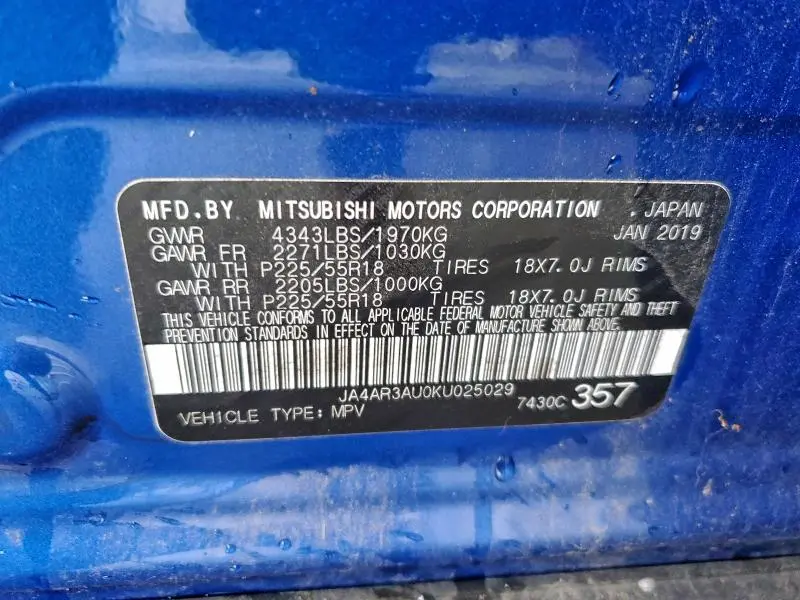 MFD.BY MITSUBISHI MOTORS CORPORATION . JAPAN
GVWR 4343LBS/1970KG JAN 2019
GAWR FR 2271LBS/1030KG
WITH P225/55R18 TIRES 18X7.0J RIMS
GAWR RR 2205LBS/1000KG
WITH P225/55R18 TIRES 18X7.0J RIMS
THIS VEHICLE CONFORMS TO ALL APPLICABLE FEDERAL MOTOR VEHICLE SAFETY AND THEFT
PREVENTION STANDARDS IN EFFECT ON THE DATE OF MANUFACTURE SHOWN ABOVE.
JA4AR3AU0KU025029
VEHICLE TYPE: MPV 7430C 357